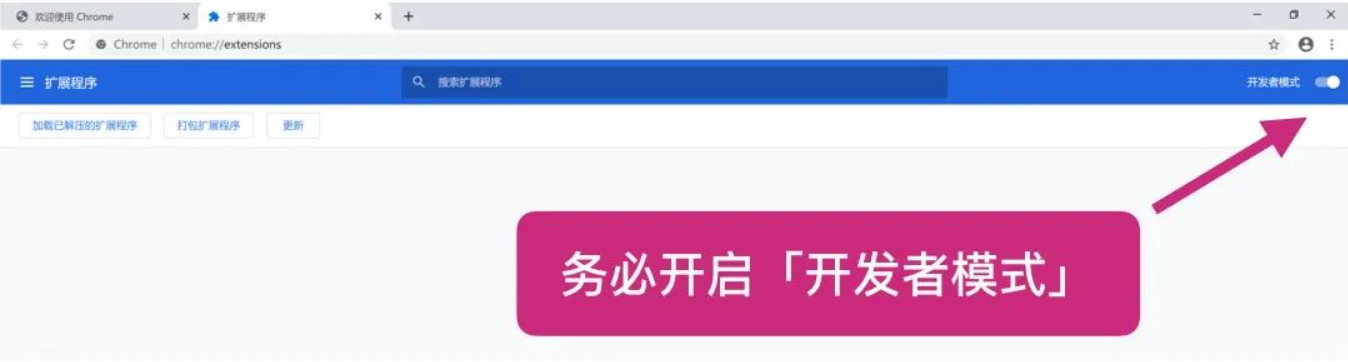 欢迎使用 Chrome
扩展程序
Chrome | chrome://extensions
扩展程序
搜索扩展程序
开发者模式
加载已解压的扩展程序
打包扩展程序
更新
务必开启「开发者模式」